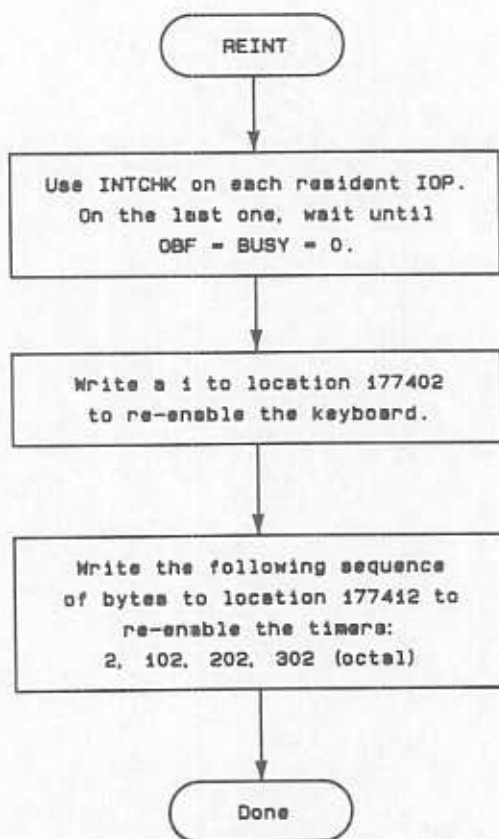 REINT
Use INTCHK on each resident IOP.
On the last one, wait until
OBF = BUSY = 0.
Write a 1 to location 177402
to re-enable the keyboard.
Write the following sequence
of bytes to location 177412 to
re-enable the timers:
2, 102, 202, 302 (octal)
Done